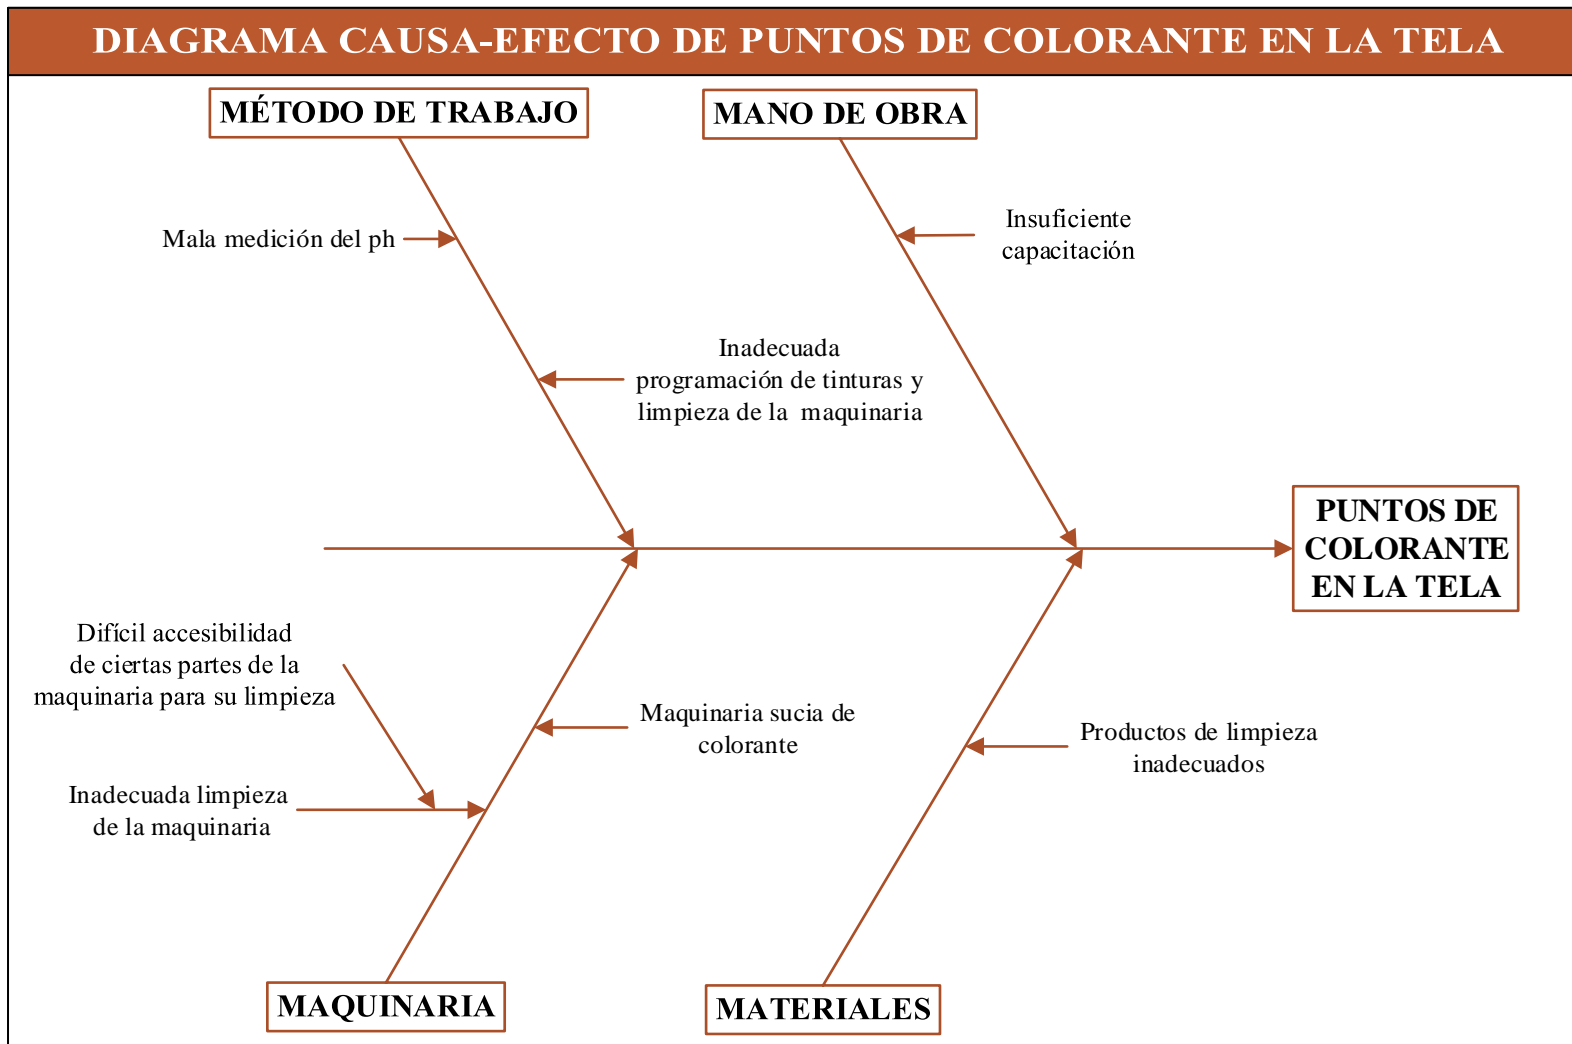 DIAGRAMA CAUSA-EFECTO DE PUNTOS DE COLORANTE EN LA TELA
MÉTODO DE TRABAJO
MANO DE OBRA
Mala medición del ph
Insuficiente
capacitación
Inadecuada
programación de tinturas y
limpieza de la maquinaria
PUNTOS DE
COLORANTE
EN LA TELA
Difícil accesibilidad
de ciertas partes de la
maquinaria para su limpieza
Maquinaria sucia de
colorante
Productos de limpieza
inadecuados
Inadecuada limpieza
de la maquinaria
MAQUINARIA
MATERIALES